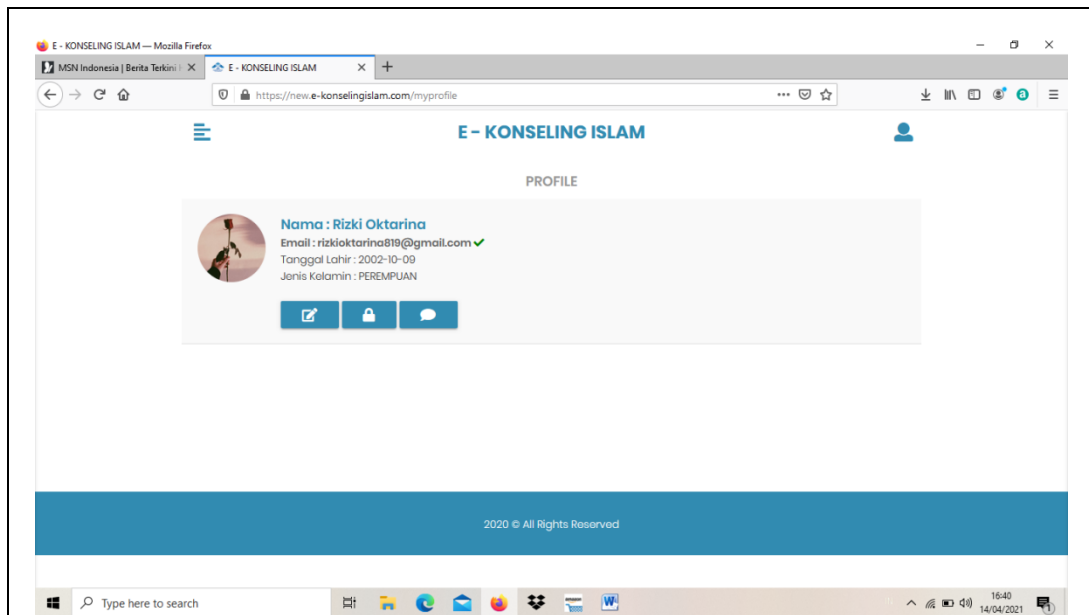 E - KONSELING ISLAM — Mozilla Firefox
MSN Indonesia | Berita Terkini
E - KONSELING ISLAM
https://new.e-konselingislam.com/myprofile
E - KONSELING ISLAM
PROFILE
Nama : Rizki Oktarina
Email : rizkioktarina819@gmail.com
Tanggal Lahir : 2002-10-09
Jenis Kelamin : PEREMPUAN
2020 © All Rights Reserved
Type here to search
16:40
14/04/2021